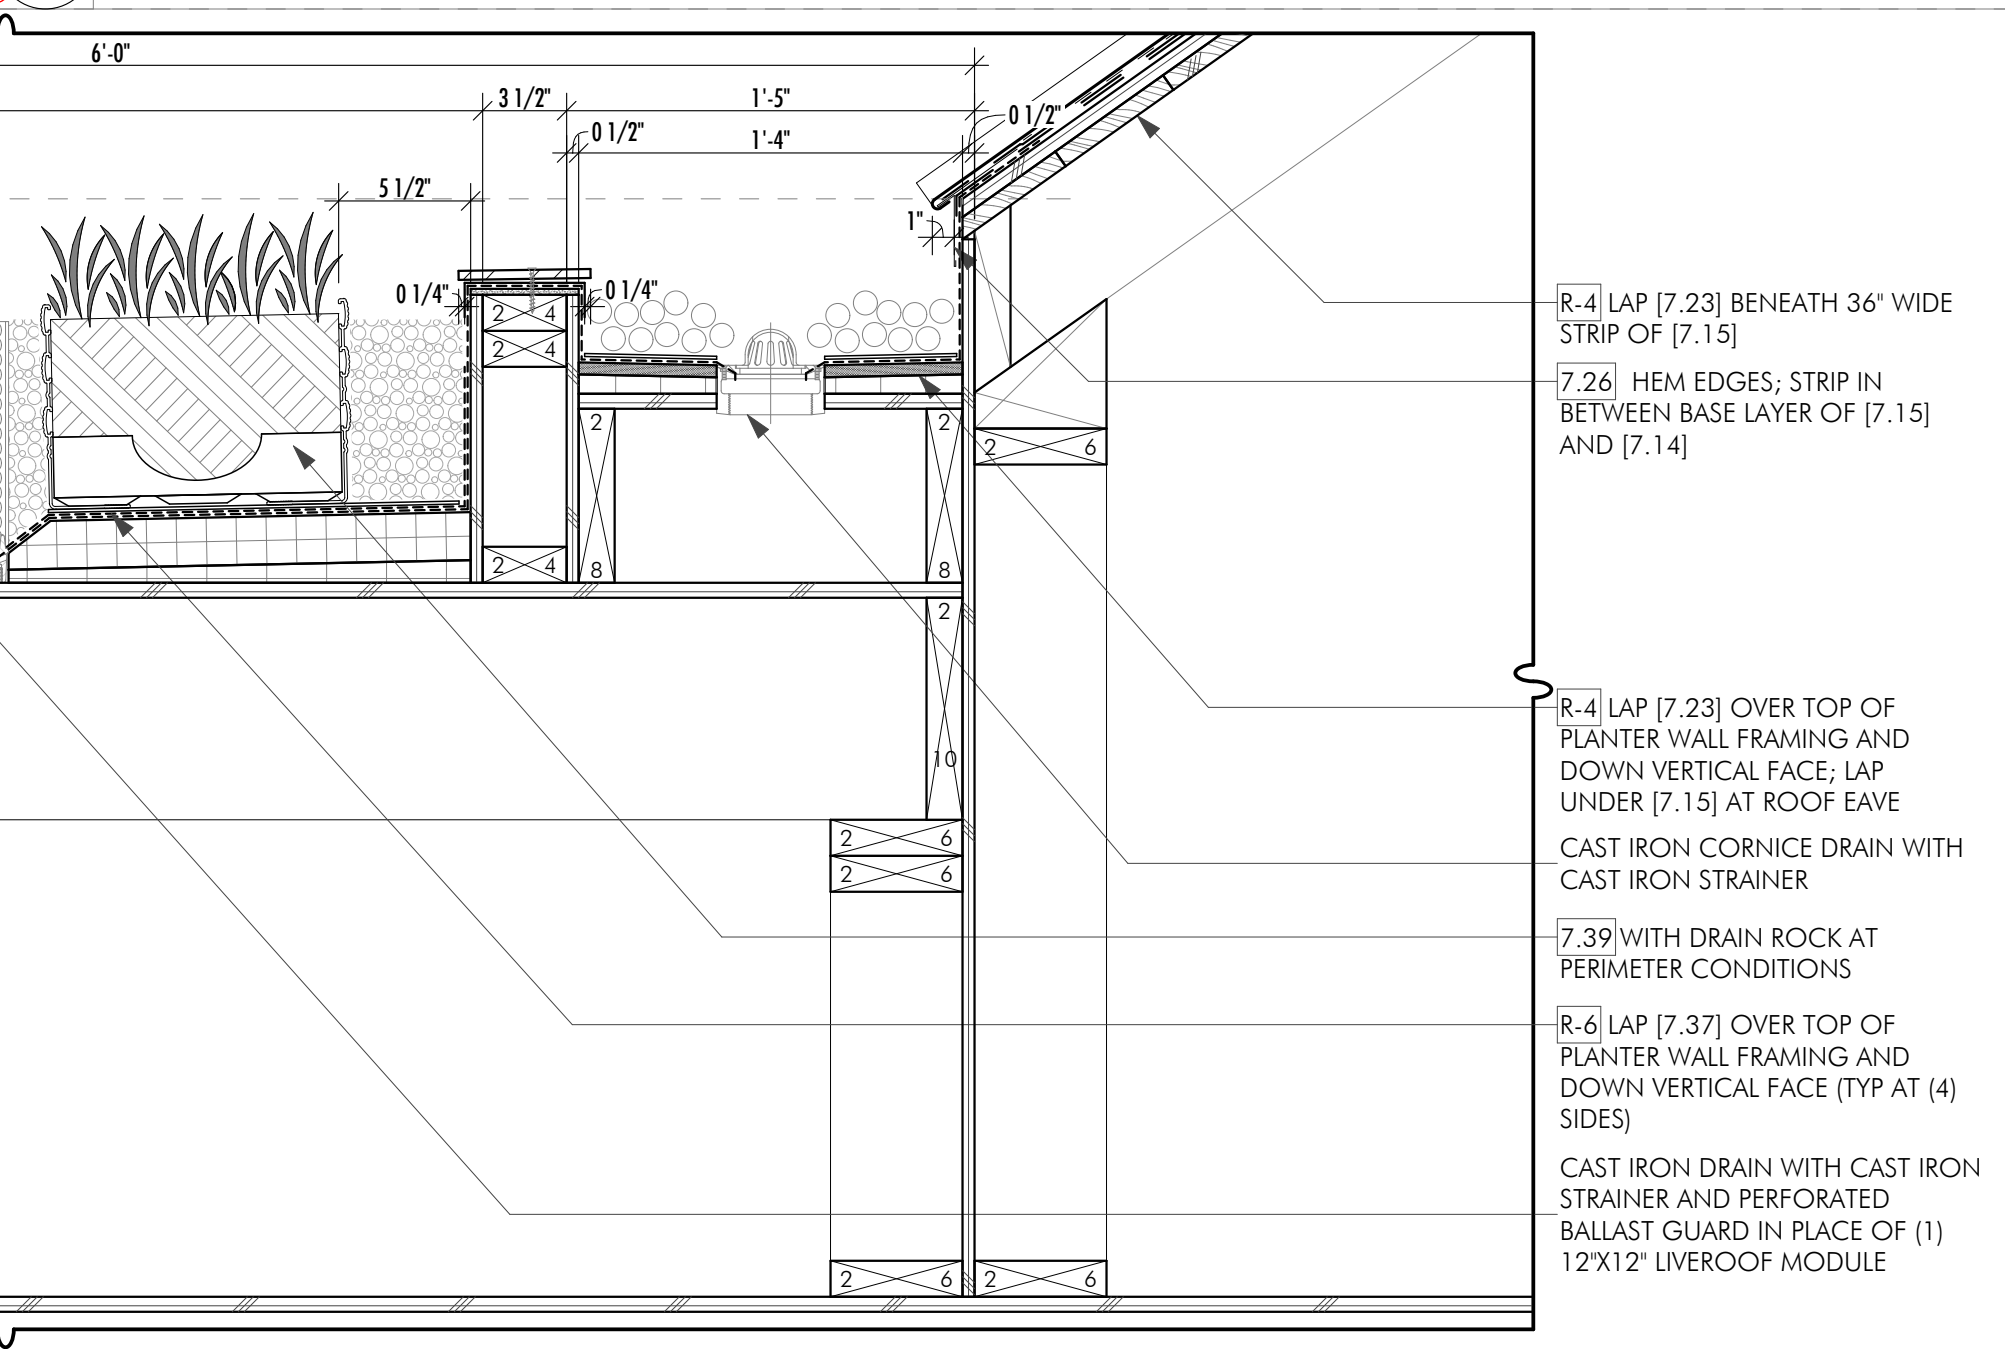 6'-0"
3 1/2"
1'-5"
0 1/2"
1'-4"
0 1/2"
5 1/2"
1"
0 1/4"
0 1/4"
2 4
2 4
2 4
2
8
2
8
2 6
2
10
2 6
2 6
2 6
2 6
R-4 LAP [7.23] BENEATH 36" WIDE
STRIP OF [7.15]
7.26 HEM EDGES; STRIP IN
BETWEEN BASE LAYER OF [7.15]
AND [7.14]
R-4 LAP [7.23] OVER TOP OF
PLANTER WALL FRAMING AND
DOWN VERTICAL FACE; LAP
UNDER [7.15] AT ROOF EAVE
CAST IRON CORNICE DRAIN WITH
CAST IRON STRAINER
7.39 WITH DRAIN ROCK AT
PERIMETER CONDITIONS
R-6 LAP [7.37] OVER TOP OF
PLANTER WALL FRAMING AND
DOWN VERTICAL FACE (TYP AT (4)
SIDES)
CAST IRON DRAIN WITH CAST IRON
STRAINER AND PERFORATED
BALLAST GUARD IN PLACE OF (1)
12"X12" LIVEROOF MODULE